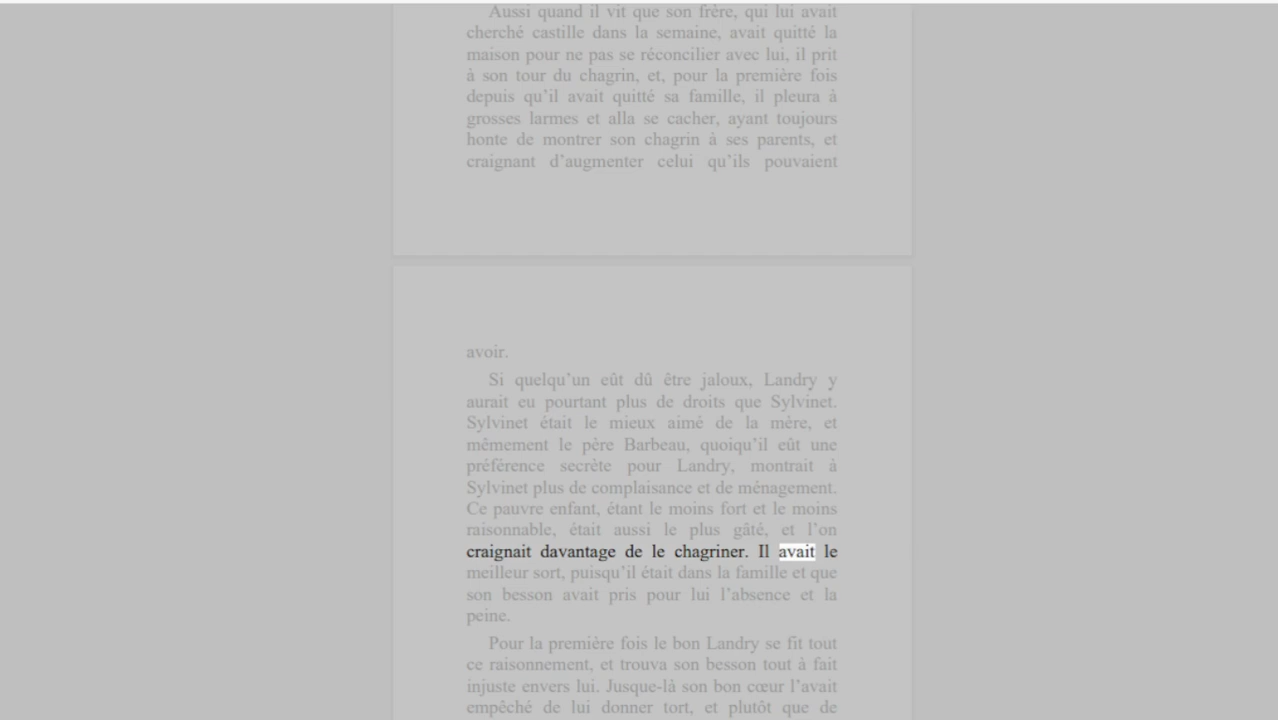 Aussi quand il vit que son frère, qui lui avait
cherché castille dans la semaine, avait quitté la
maison pour ne pas se réconcilier avec lui, il prit
à son tour du chagrin, et, pour la première fois
depuis qu’il avait quitté sa famille, il pleura à
grosses larmes et alla se cacher, ayant toujours
honte de montrer son chagrin à ses parents, et
craignant d’augmenter celui qu’ils pouvaient
avoir.
Si quelqu’un eût dû être jaloux, Landry y
aurait eu pourtant plus de droits que Sylvinet.
Sylvinet était le mieux aimé de la mère, et
mêmement le père Barbeau, quoiqu’il eût une
préférence secrète pour Landry, montrait à
Sylvinet plus de complaisance et de ménagement.
Ce pauvre enfant, étant le moins fort et le moins
raisonnable, était aussi le plus gâté, et l’on
craignait davantage de le chagriner. Il avait le
meilleur sort, puisqu’il était dans la famille et que
son besson avait pris pour lui l’absence et la
peine.
Pour la première fois le bon Landry se fit tout
ce raisonnement, et trouva son besson tout à fait
injuste envers lui. Jusque-là son bon cœur l’avait
empêché de lui donner tort, et plutôt que de